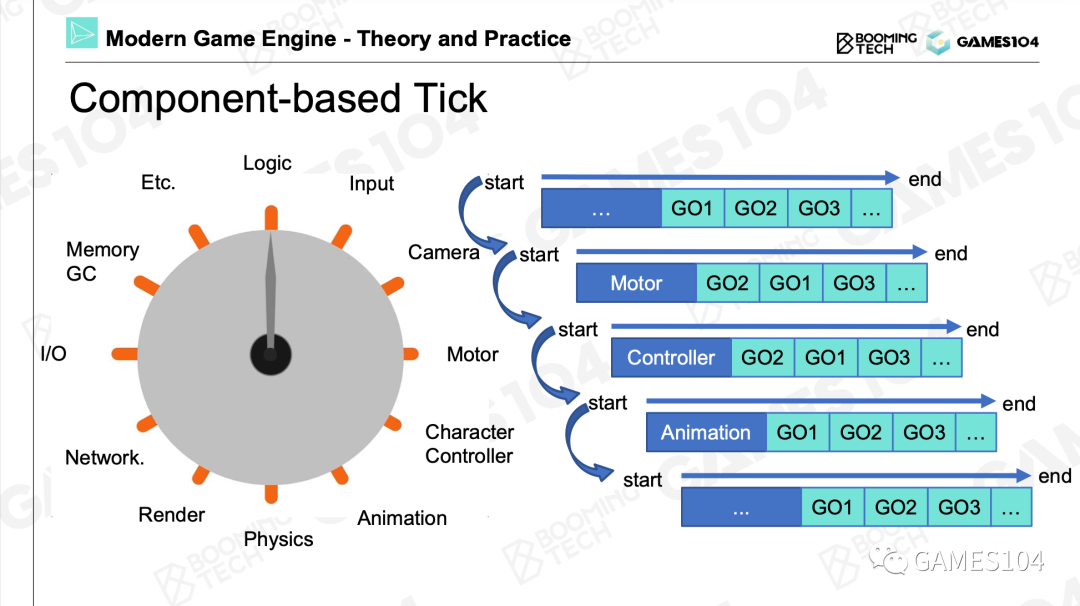 Modern Game Engine - Theory and Practice
BOOMING
TECH
GAMES104
Component-based Tick
Logic
Input
Camera
Motor
Character
Controller
Animation
Physics
Render
Network.
I/O
Memory
GC
Etc.
start
end
... GO1 GO2 GO3 ...
start
end
Motor GO2 GO1 GO3 ...
start
end
Controller GO2 GO1 GO3 ...
start
end
Animation GO1 GO2 GO3 ...
start
end
... GO1 GO2 GO3 ...
GAMES104